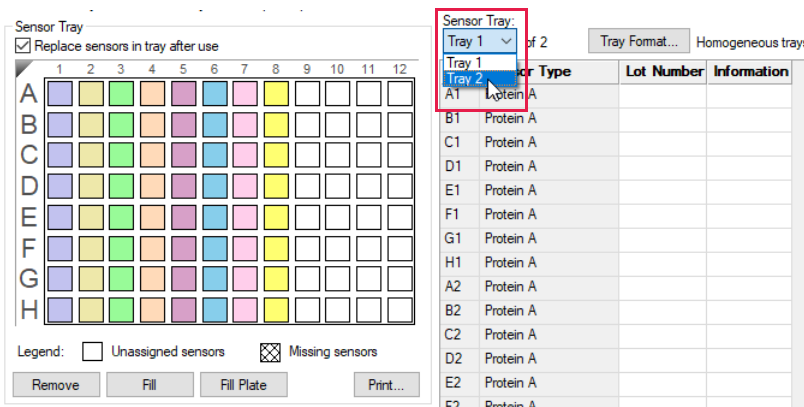 Sensor Tray
Replace sensors in tray after use
1 2 3 4 5 6 7 8 9 10 11 12
A
B
C
D
E
F
G
H
Legend: Unassigned sensors Missing sensors
Remove Fill Fill Plate Print...
Sensor Tray:
Tray 1 of 2 Tray Format... Homogeneous trays
Tray 1
Tray 2
Type Lot Number Information
A1 Protein A
B1 Protein A
C1 Protein A
D1 Protein A
E1 Protein A
F1 Protein A
G1 Protein A
H1 Protein A
A2 Protein A
B2 Protein A
C2 Protein A
D2 Protein A
E2 Protein A
F2 Protein A